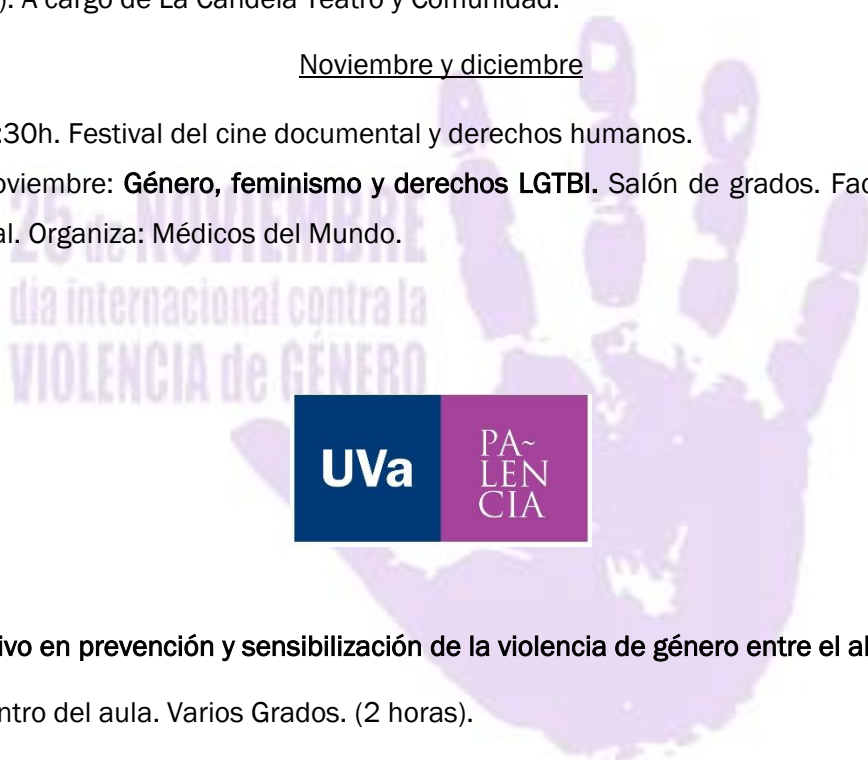 ). A cargo de La Candela Teatro y Comunidad.
Noviembre y diciembre
:30h. Festival del cine documental y derechos humanos.
oviembre: Género, feminismo y derechos LGTBI. Salón de grados. Fac
al. Organiza: Médicos del Mundo.
25 de NOVIEMBRE
dia internacional contra la
VIOLENCIA de GÉNERO
UVa
PA~
LEN
CIA
ivo en prevención y sensibilización de la violencia de género entre el al
ntro del aula. Varios Grados. (2 horas).